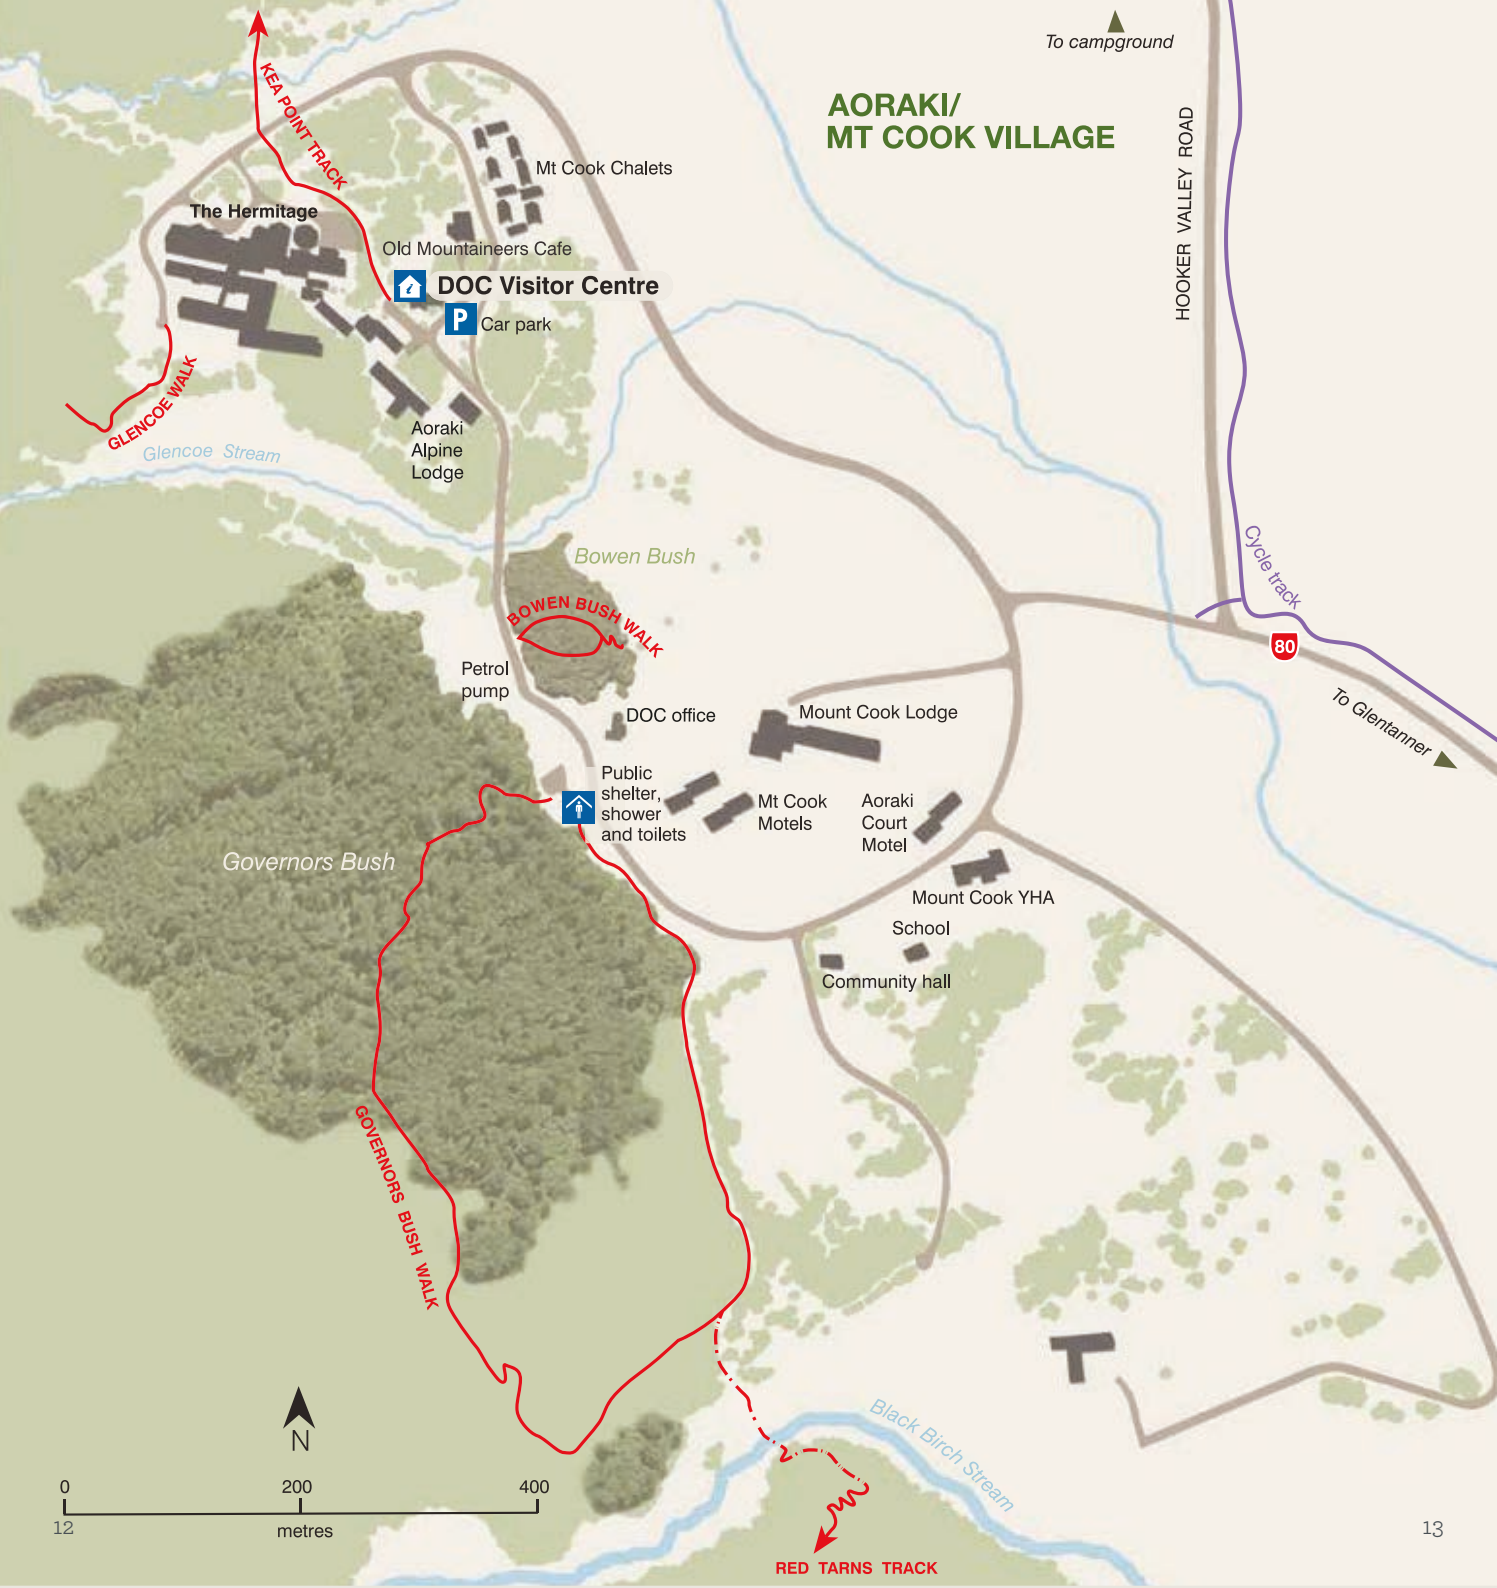 To campground
AORAKI/
MT COOK VILLAGE
HOOKER VALLEY ROAD
KEA POINT TRACK
Mt Cook Chalets
The Hermitage
Old Mountaineers Cafe
DOC Visitor Centre
P Car park
GLENCOE WALK
Glencoe Stream
Aoraki
Alpine
Lodge
Bowen Bush
BOWEN BUSH WALK
Cycle track
80
To Glentanner
Petrol
pump
DOC office
Mount Cook Lodge
Public
shelter,
shower
and toilets
Mt Cook
Motels
Aoraki
Court
Motel
Governors Bush
Mount Cook YHA
School
Community hall
GOVERNORS BUSH WALK
Black Birch Stream
N
0 200 400
metres
12
13
RED TARNS TRACK